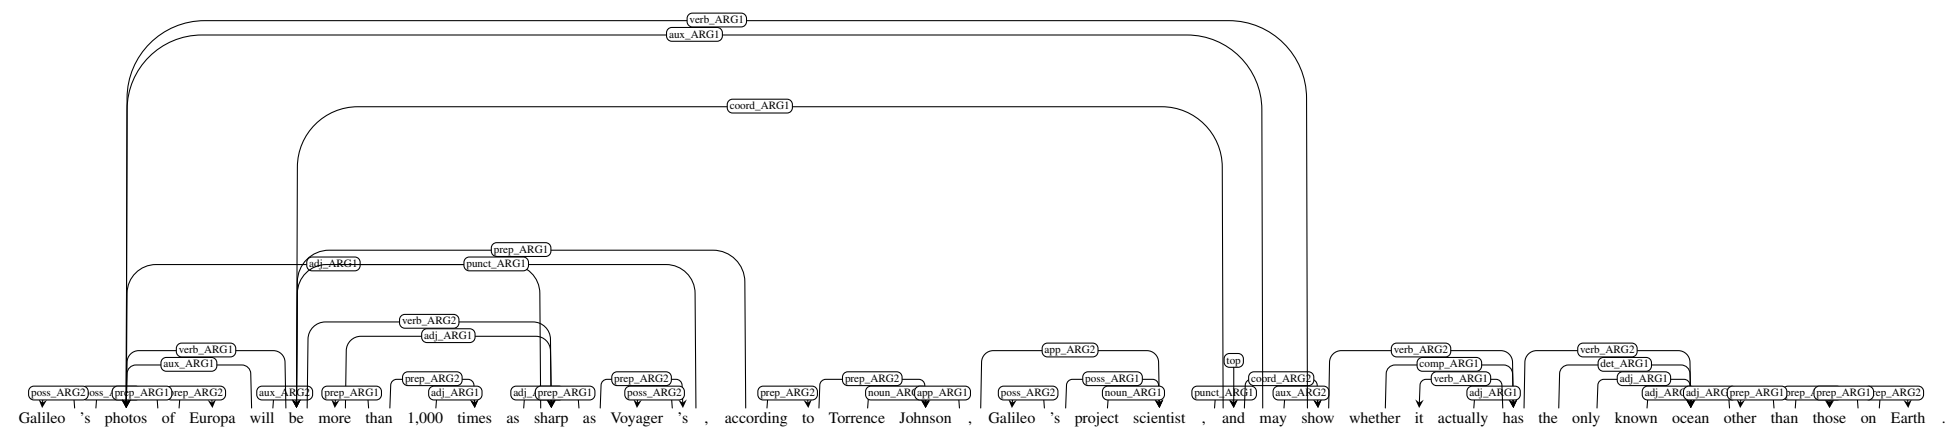 verb_ARG1
aux_ARG1
coord_ARG1
prep_ARG1
adj_ARG1 punct_ARG1
verb_ARG2
adj_ARG1
verb_ARG1 app_ARG2 verb_ARG2 verb_ARG2
aux_ARG1 top comp_ARG1 det_ARG1
prep_ARG2 prep_ARG2 prep_ARG2 poss_ARG1 coord_ARG2 verb_ARG1 adj_ARG1
poss_ARG2 prep_ARG1 aux_ARG2 prep_ARG1 adj_ARG1 prep_ARG1 poss_ARG2 prep_ARG2 app_ARG1 poss_ARG2 noun_ARG1 punct_ARG1 aux_ARG2 adj_ARG1 prep_ARG1 prep_ARG1
Galileo 's photos of Europa will be more than 1,000 times as sharp as Voyager 's , according to Torrence Johnson , Galileo 's project scientist , and may show whether it actually has the only known ocean other than those on Earth .